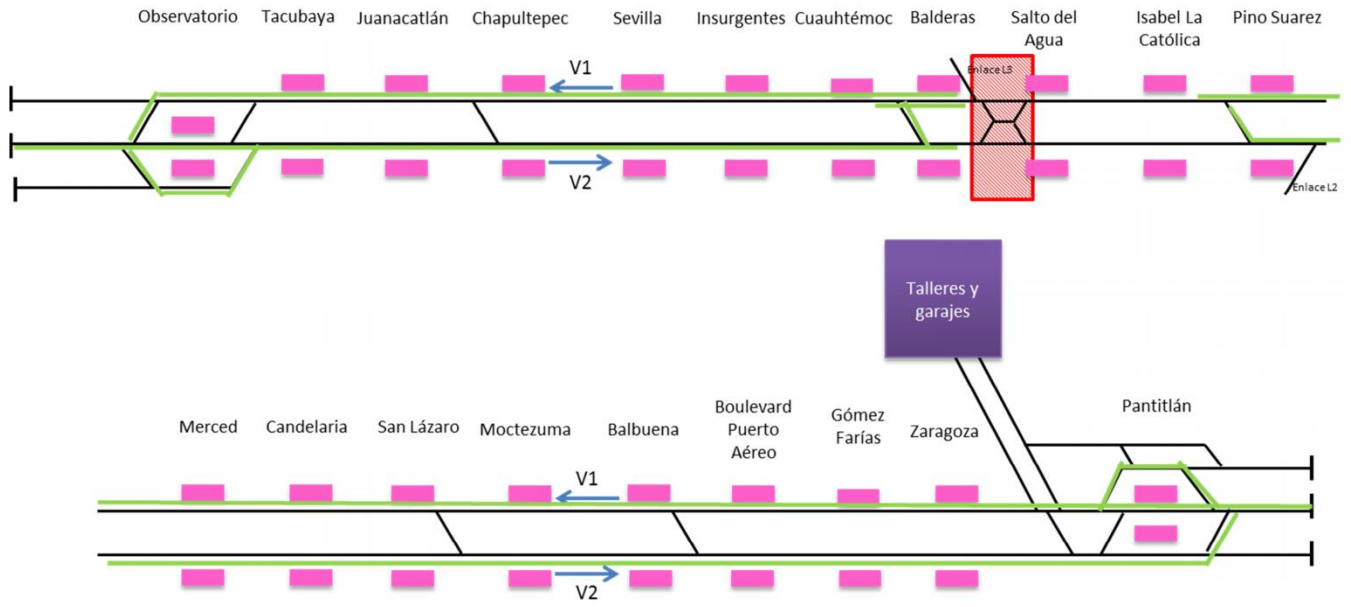 Observatorio
Tacubaya
Juanacatlán
Chapultepec
Sevilla
Insurgentes
Cuauhtémoc
Balderas
Salto del
Agua
Isabel La
Católica
Pino Suarez
V1
Enlace L3
V2
Enlace L2
Talleres y
garajes
Merced
Candelaria
San Lázaro
Moctezuma
Balbuena
Boulevard
Puerto
Aéreo
Gómez
Farías
Zaragoza
Pantitlán
V1
V2